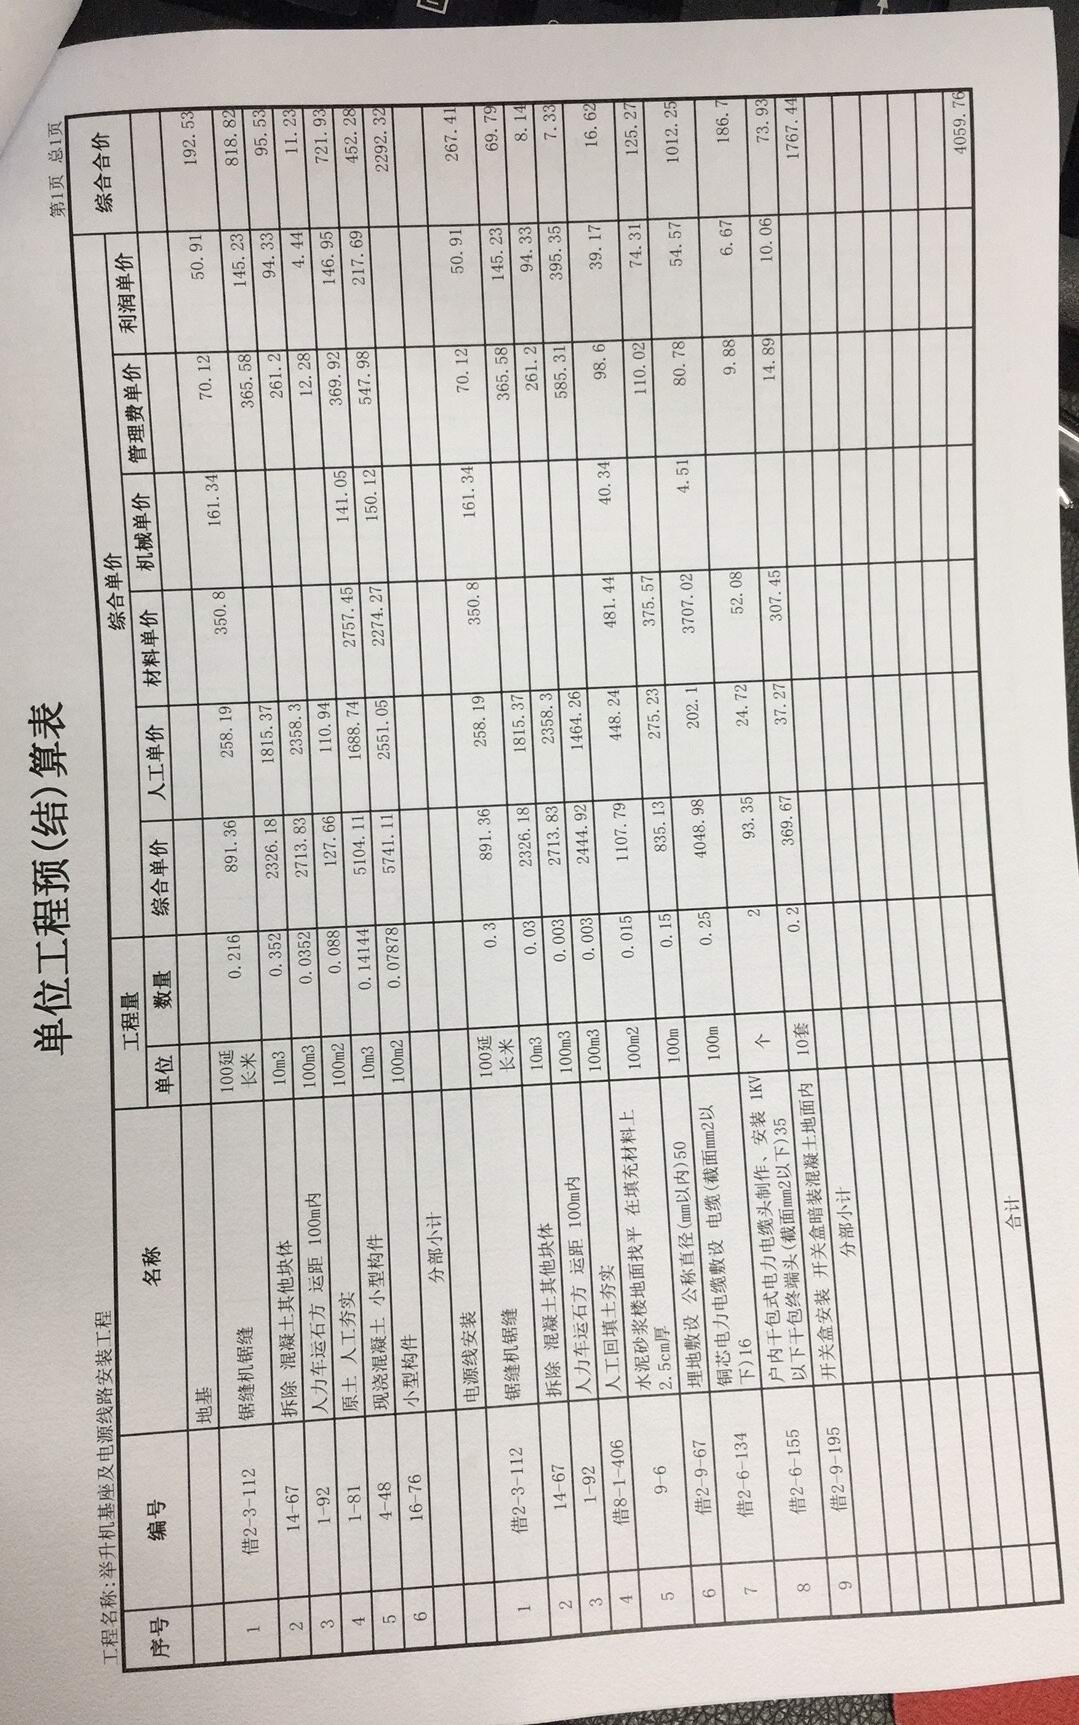 单位工程预(结)算表
工程名称:举升机基座及电源线路安装工程 第1页 总1页
序号 编号 名称 工程量 综合单价 综合合价
单位 数量 综合单价 人工单价 材料单价 机械单价 管理费单价 利润单价
地基
1 借2-3-112 锯缝机锯缝 100延长米 0.216 891.36 258.19 350.8 161.34 70.12 50.91 192.53
2 14-67 拆除 混凝土其他块体 10m3 0.352 2326.18 1815.37 365.58 145.23 818.82
3 1-92 人力车运石方 运距 100m内 100m3 0.0352 2713.83 2358.3 261.2 94.33 95.53
4 1-81 原土 人工夯实 100m2 0.088 127.66 110.94 12.28 4.44 11.23
5 4-48 现浇混凝土 小型构件 10m3 0.14144 5104.11 1688.74 2757.45 141.05 369.92 146.95 721.93
6 16-76 小型构件 100m2 0.07878 5741.11 2551.05 2274.27 150.12 547.98 217.69 452.28
分部小计 2292.32
电源线安装
1 借2-3-112 锯缝机锯缝 100延长米 0.3 891.36 258.19 350.8 161.34 70.12 50.91 267.41
2 14-67 拆除 混凝土其他块体 10m3 0.03 2326.18 1815.37 365.58 145.23 69.79
3 1-92 人力车运石方 运距 100m内 100m3 0.003 2713.83 2358.3 261.2 94.33 8.14
4 借8-1-406 人工回填土夯实 100m3 0.003 2444.92 1464.26 585.31 395.35 7.33
5 9-6 水泥砂浆楼地面找平 在填充材料上 2.5cm厚 100m2 0.015 1107.79 448.24 481.44 40.34 98.6 39.17 16.62
6 借2-9-67 埋地敷设 公称直径(mm以内)50 100m 0.15 835.13 275.23 375.57 110.02 74.31 125.27
7 借2-6-134 铜芯电力电缆敷设 电缆(截面mm2以下)16 100m 0.25 4048.98 202.1 3707.02 4.51 80.78 54.57 1012.25
8 借2-6-155 户内干包式电力电缆头制作、安装 1KV以下干包终端头(截面mm2以下)35 个 2 93.35 24.72 52.08 9.88 6.67 186.7
9 借2-9-195 开关盒安装 开关盒暗装混凝土地面内 10套 0.2 369.67 37.27 307.45 14.89 10.06 73.93
分部小计 1767.44
合计 4059.76